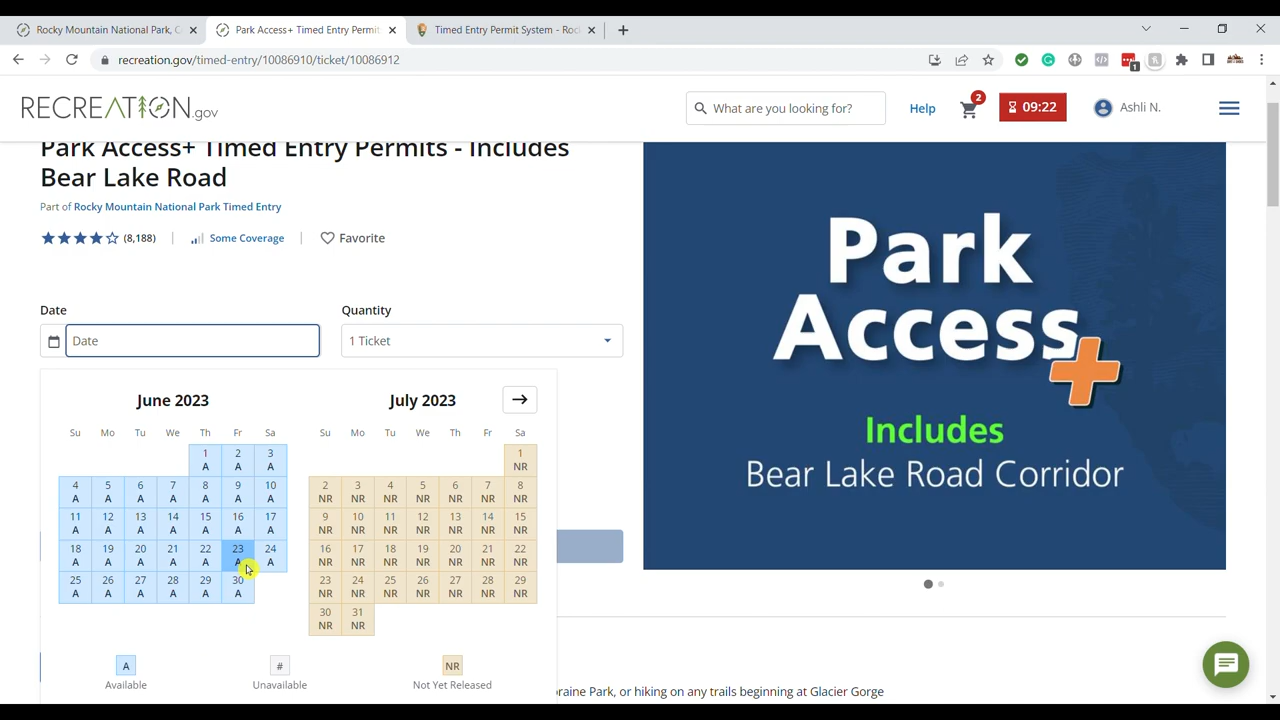 Rocky Mountain National Park, C
Park Access+ Timed Entry Permit
Timed Entry Permit System - Roc
recreation.gov/timed-entry/10086910/ticket/10086912
1
RECREATION.gov
What are you looking for?
Help
2
09:22
Ashli N.
Park Access+ Timed Entry Permits - Includes
Bear Lake Road
Part of Rocky Mountain National Park Timed Entry
(8,188)
Some Coverage
Favorite
Date
Quantity
Date
1 Ticket
June 2023
Su Mo Tu We Th Fr Sa
1 2 3
A A A
4 5 6 7 8 9 10
A A A A A A A
11 12 13 14 15 16 17
A A A A A A A
18 19 20 21 22 23 24
A A A A A A A
25 26 27 28 29 30
A A A A A A
July 2023
Su Mo Tu We Th Fr Sa
1
NR
2 3 4 5 6 7 8
NR NR NR NR NR NR NR
9 10 11 12 13 14 15
NR NR NR NR NR NR NR
16 17 18 19 20 21 22
NR NR NR NR NR NR NR
23 24 25 26 27 28 29
NR NR NR NR NR NR NR
30 31
NR NR
A
Available
#
Unavailable
NR
Not Yet Released
Park
Access+
Includes
Bear Lake Road Corridor
oraine Park, or hiking on any trails beginning at Glacier Gorge